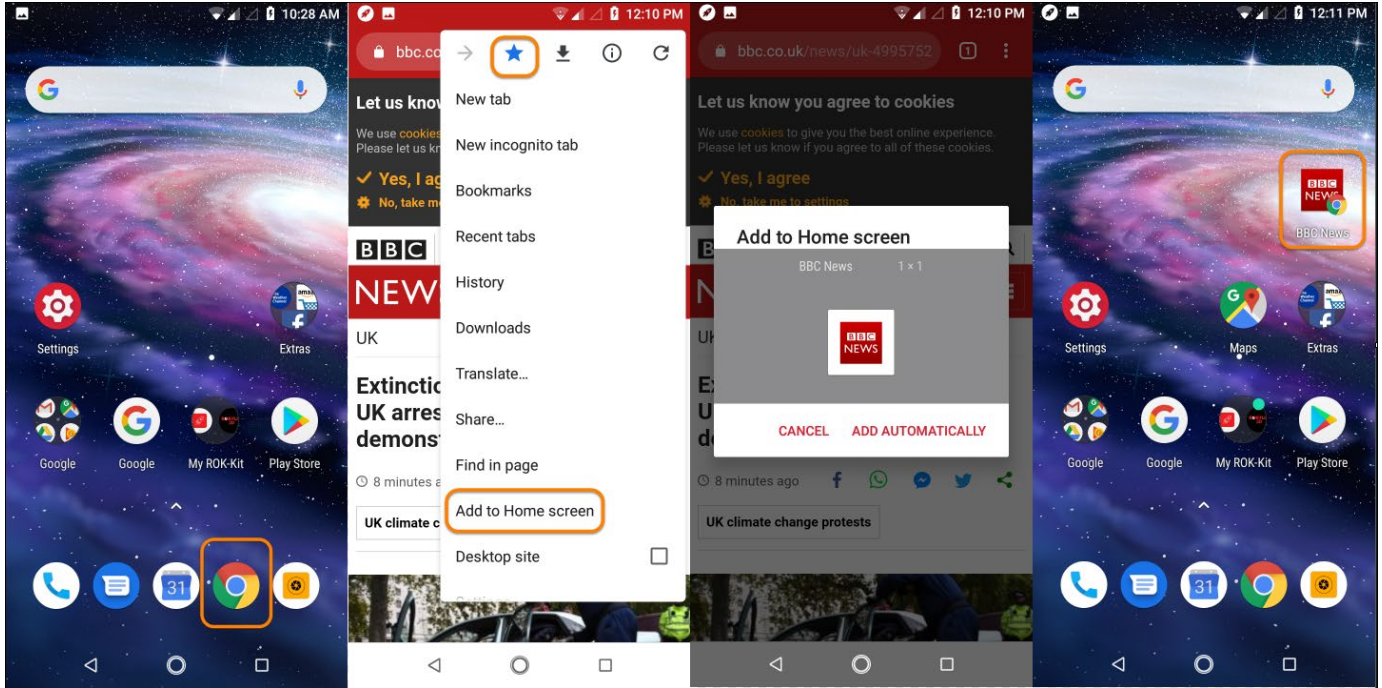 10:28 AM
G
Settings
Extras
Google
Google
My ROK-Kit
Play Store
31
12:10 PM
bbc.co
Let us know
We use cookies
Please let us kn
Yes, I ag
No, take me
BBC
NEWS
UK
Extinctio
UK arres
demons
8 minutes a
UK climate c
New tab
New incognito tab
Bookmarks
Recent tabs
History
Downloads
Translate...
Share...
Find in page
Add to Home screen
Desktop site
12:10 PM
bbc.co.uk/news/uk-4995752
1
Let us know you agree to cookies
We use cookies to give you the best online experience.
Please let us know if you agree to all of these cookies.
Yes, I agree
No, take me to settings
Add to Home screen
BBC News
1 × 1
BBC
NEWS
CANCEL
ADD AUTOMATICALLY
8 minutes ago
UK climate change protests
12:11 PM
G
BBC
NEWS
BBC News
Settings
Maps
Extras
Google
Google
My ROK-Kit
Play Store
31